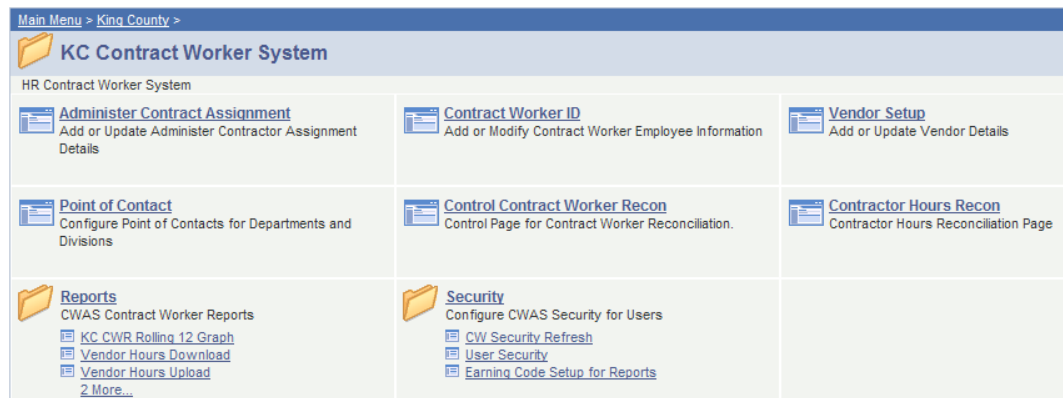 Main Menu > King County >
KC Contract Worker System
HR Contract Worker System
Administer Contract Assignment
Add or Update Administer Contractor Assignment
Details
Contract Worker ID
Add or Modify Contract Worker Employee Information
Vendor Setup
Add or Update Vendor Details
Point of Contact
Configure Point of Contacts for Departments and
Divisions
Control Contract Worker Recon
Control Page for Contract Worker Reconciliation.
Contractor Hours Recon
Contractor Hours Reconciliation Page
Reports
CWAS Contract Worker Reports
KC CWR Rolling 12 Graph
Vendor Hours Download
Vendor Hours Upload
2 More...
Security
Configure CWAS Security for Users
CW Security Refresh
User Security
Earning Code Setup for Reports